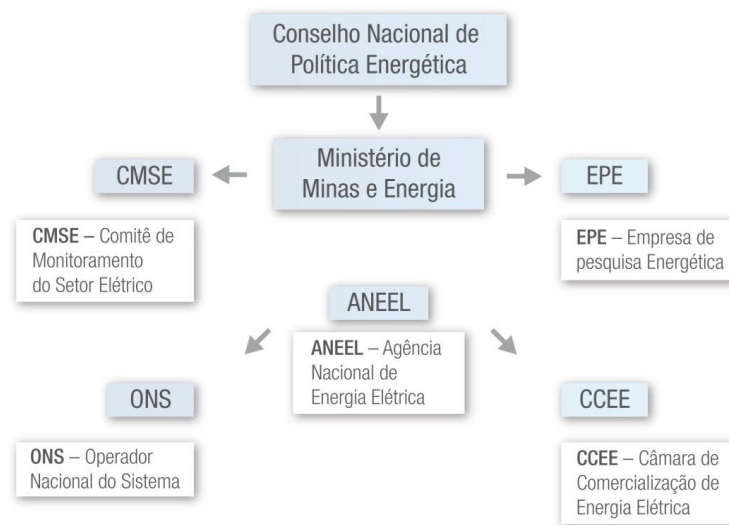 Conselho Nacional de
Política Energética
Ministério de
Minas e Energia
CMSE
EPE
CMSE – Comitê de
Monitoramento
do Setor Elétrico
EPE – Empresa de
pesquisa Energética
ANEEL
ANEEL – Agência
Nacional de
Energia Elétrica
ONS
CCEE
ONS – Operador
Nacional do Sistema
CCEE – Câmara de
Comercialização de
Energia Elétrica